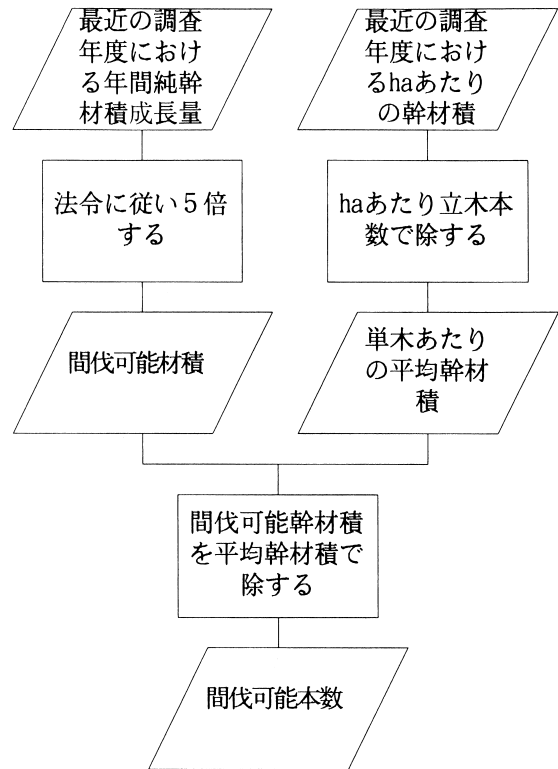 最近の調査
年度におけ
る年間純幹
材積成長量
最近の調査
年度におけ
るhaあたり
の幹材積
法令に従い５倍
する
haあたり立木本
数で除する
間伐可能材積
単木あたり
の平均幹材
積
間伐可能幹材積
を平均幹材積で
除する
間伐可能本数